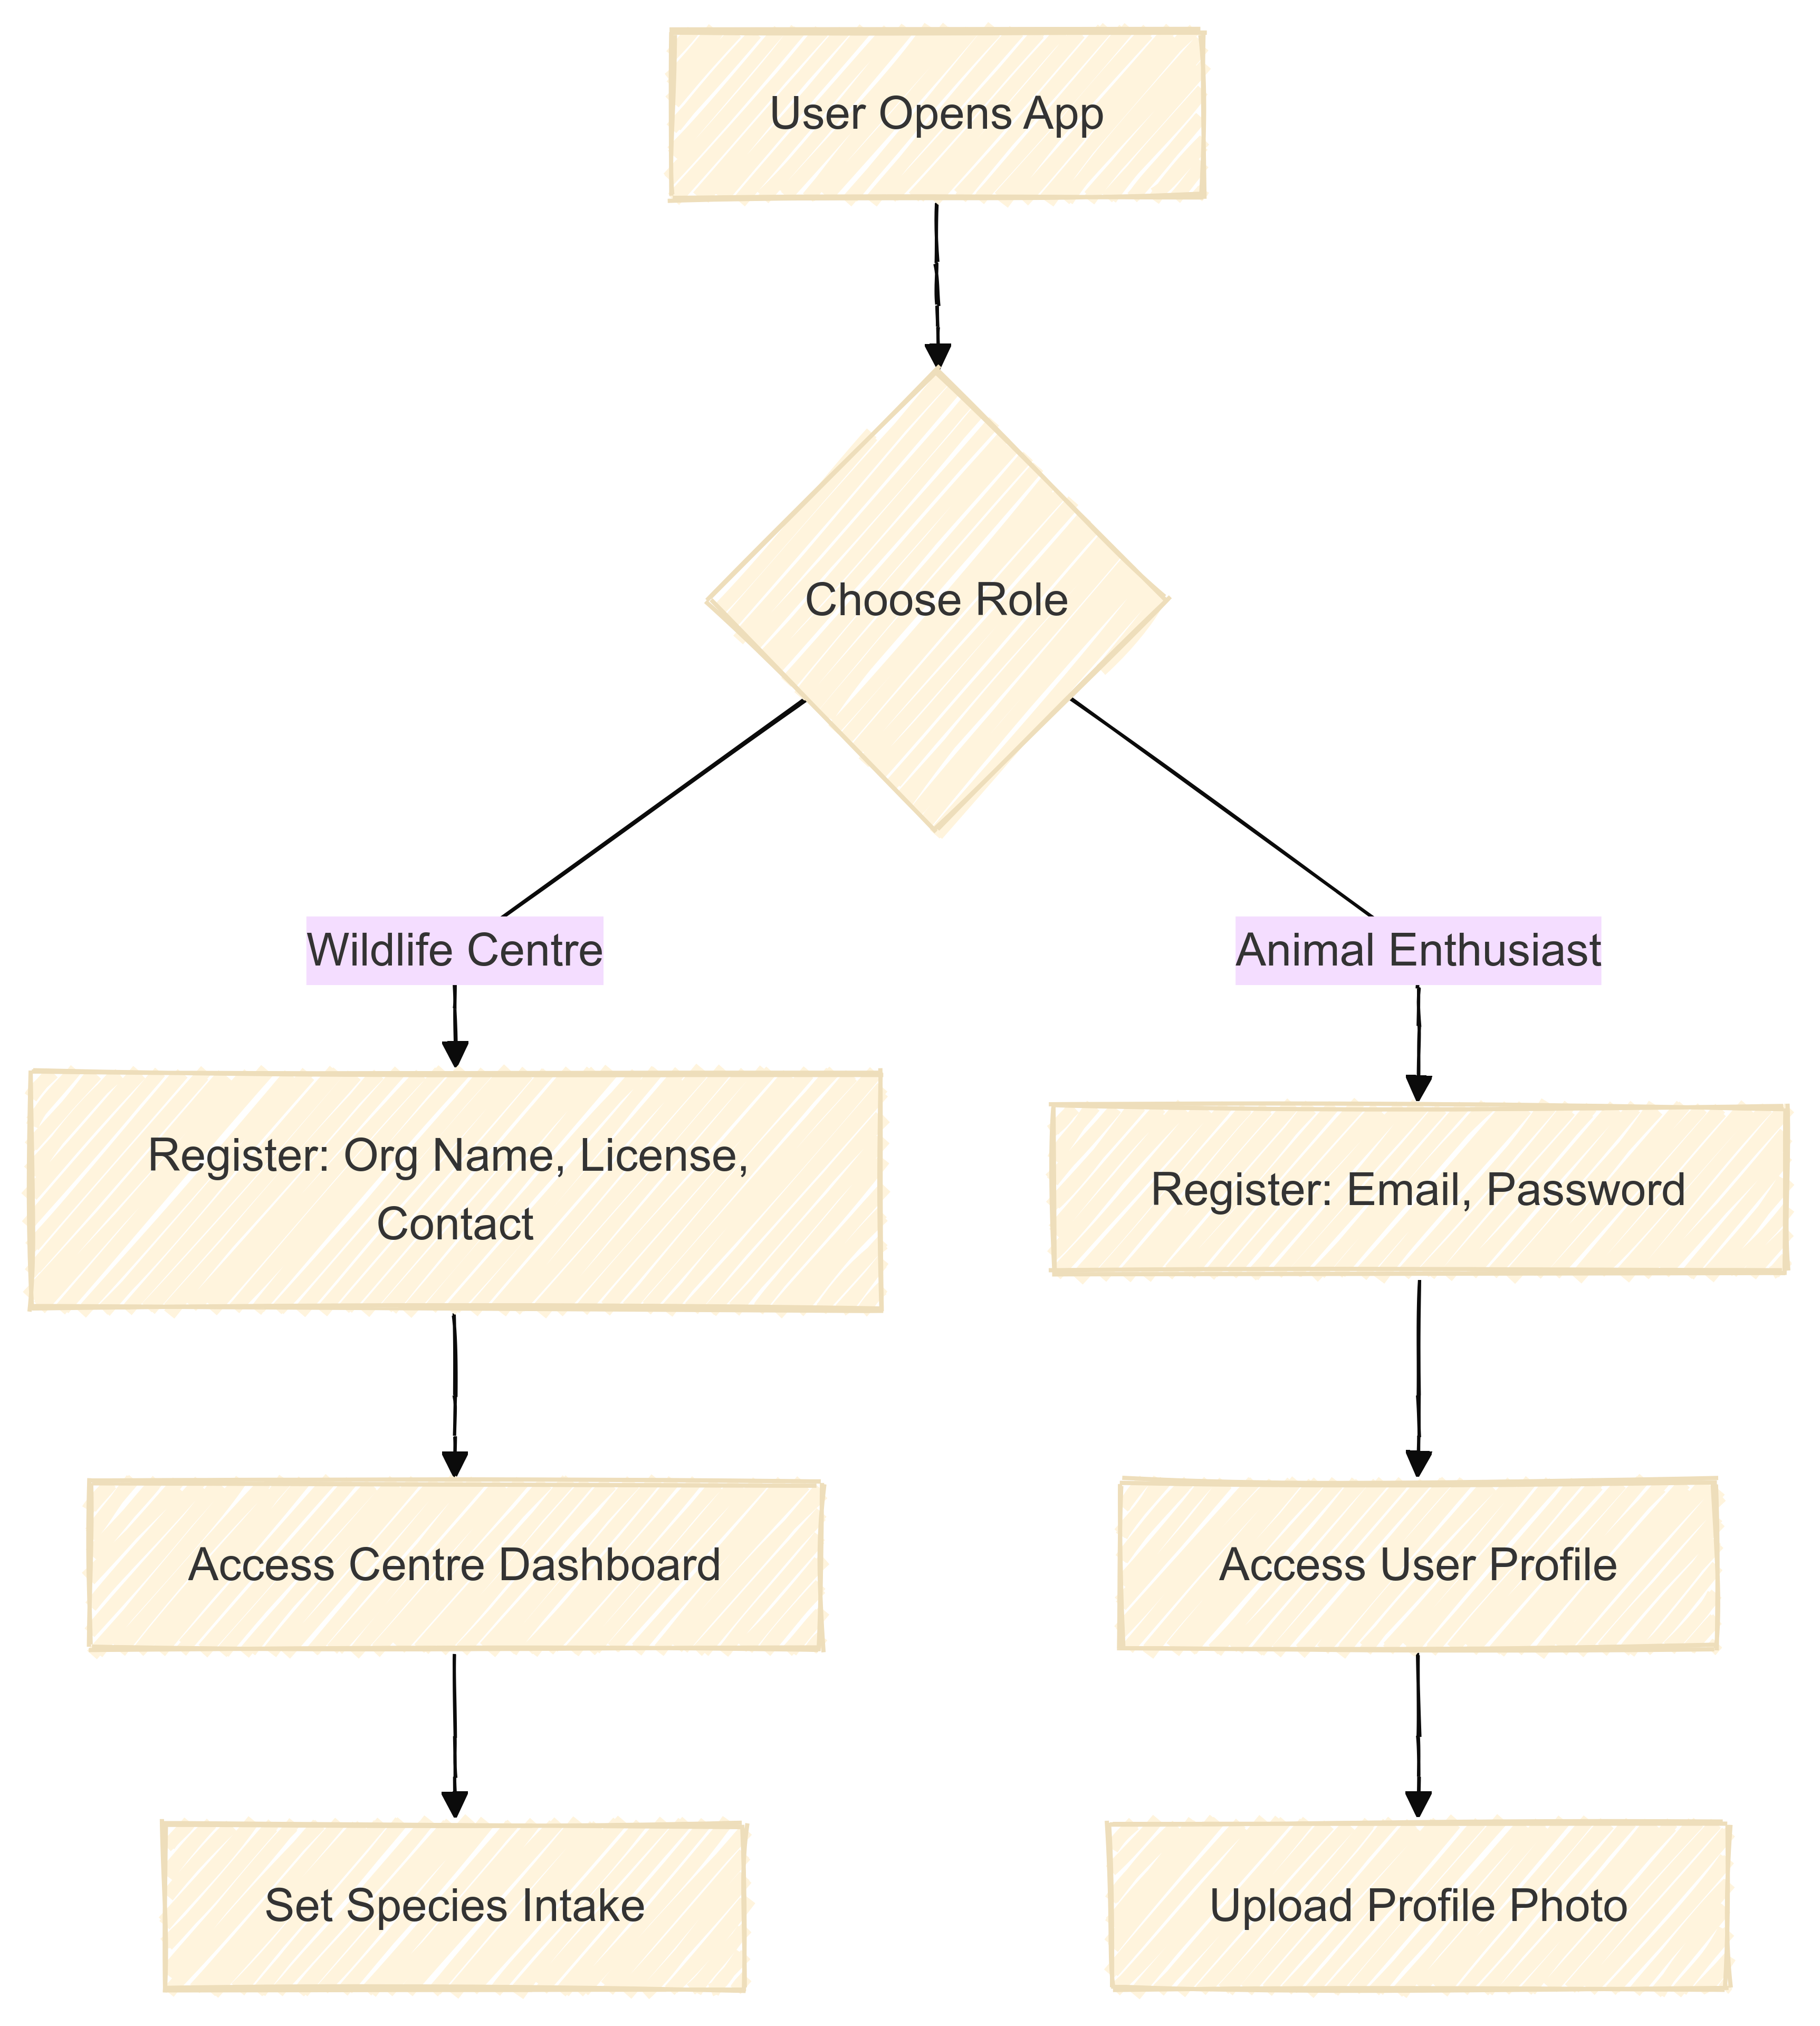 User Opens App
Choose Role
Wildlife Centre
Animal Enthusiast
Register: Org Name, License,
Contact
Register: Email, Password
Access Centre Dashboard
Access User Profile
Set Species Intake
Upload Profile Photo